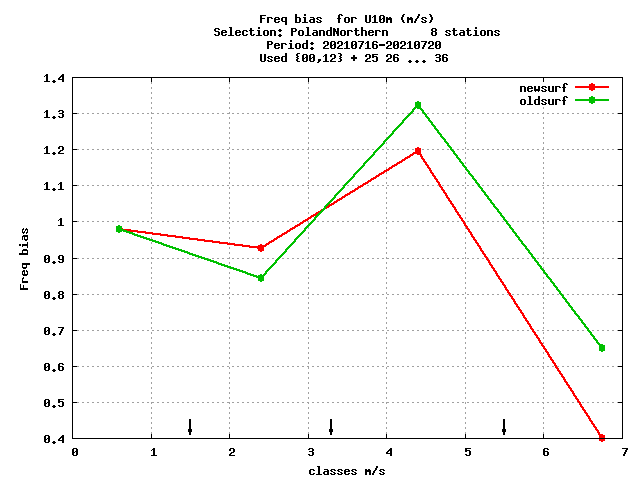 Freq bias  for U10m (m/s)
Selection: PolandNorthern      8 stations
Period: 20210716-20210720
Used {00,12} + 25 26 ... 36
newsurf
oldsurf
1.4
1.3
1.2
1.1
1
0.9
0.8
0.7
0.6
0.5
0.4
Freq bias
0 1 2 3 4 5 6 7
classes m/s